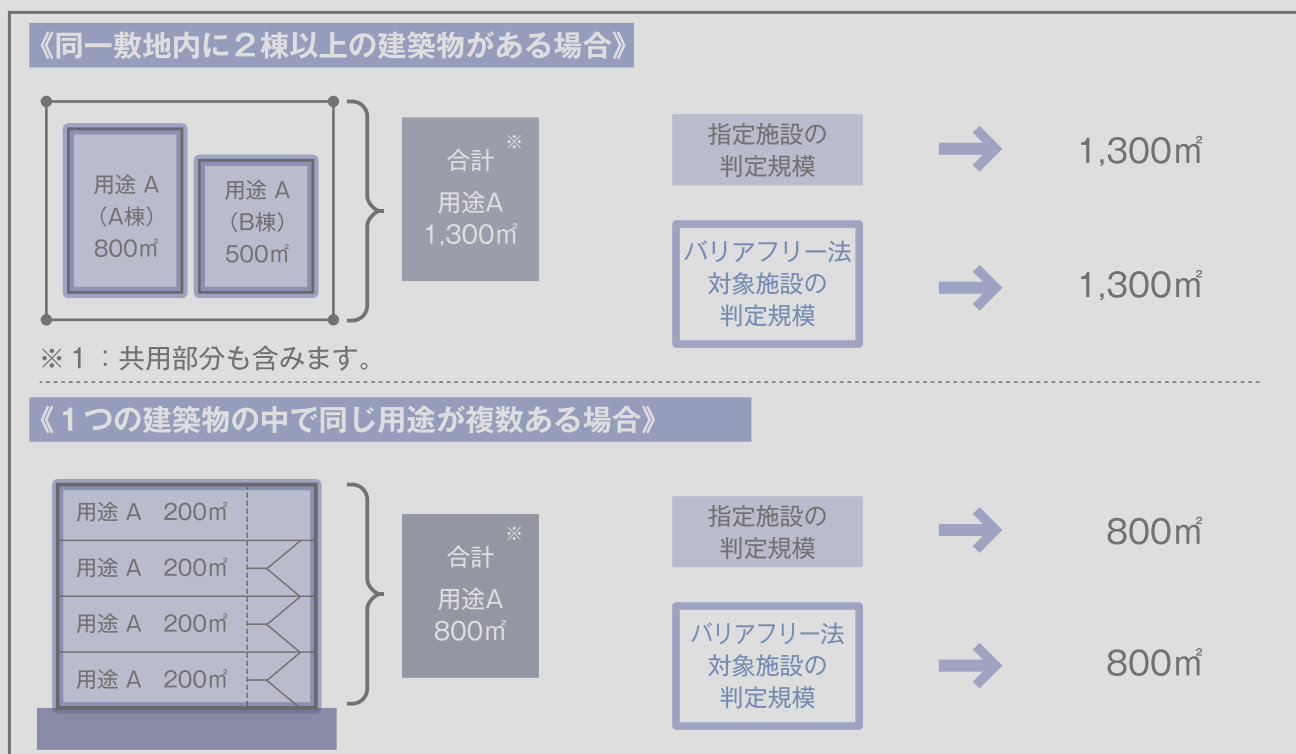 《同一敷地内に２棟以上の建築物がある場合》
用途 A
（A棟）
800㎡
用途 A
（B棟）
500㎡
※
合計
用途A
1,300㎡
指定施設の
判定規模
1,300㎡
バリアフリー法
対象施設の
判定規模
1,300㎡
※１：共用部分も含みます。
《１つの建築物の中で同じ用途が複数ある場合》
用途 A 200㎡
用途 A 200㎡
用途 A 200㎡
用途 A 200㎡
※
合計
用途A
800㎡
指定施設の
判定規模
800㎡
バリアフリー法
対象施設の
判定規模
800㎡